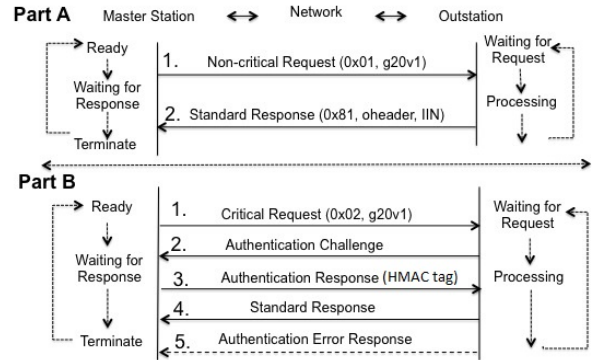 Part A Master Station Network Outstation
Ready
Waiting for Response
Terminate
1. Non-critical Request (0x01, g20v1)
2. Standard Response (0x81, oheader, IIN)
Waiting for Request
Processing
Part B
Ready
Waiting for Response
Terminate
1. Critical Request (0x02, g20v1)
2. Authentication Challenge
3. Authentication Response (HMAC tag)
4. Standard Response
5. Authentication Error Response
Waiting for Request
Processing